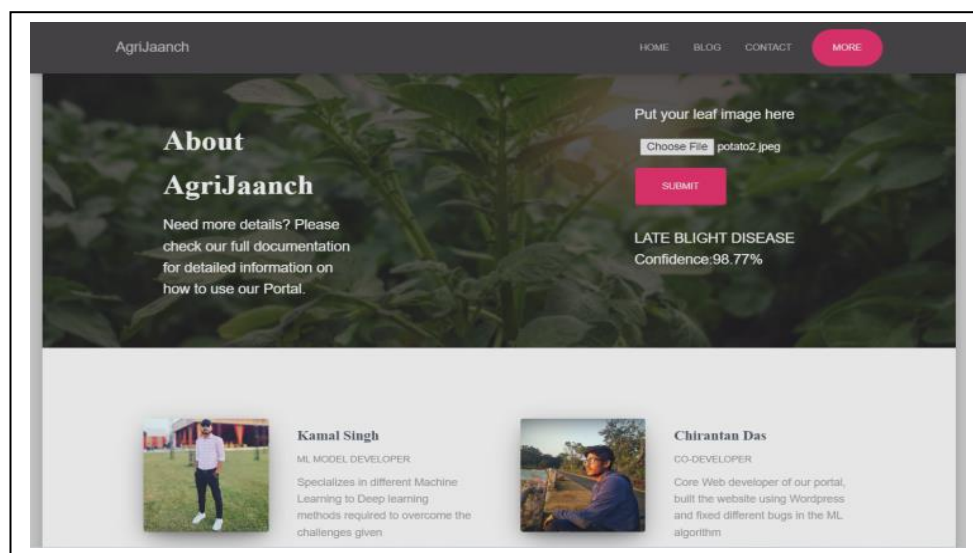 AgriJaanch
HOME BLOG CONTACT MORE
About
AgriJaanch
Need more details? Please
check our full documentation
for detailed information on
how to use our Portal.
Put your leaf image here
Choose File potato2.jpeg
SUBMIT
LATE BLIGHT DISEASE
Confidence:98.77%
Kamal Singh
ML MODEL DEVELOPER
Specializes in different Machine
Learning to Deep learning
methods required to overcome the
challenges given
Chirantan Das
CO-DEVELOPER
Core Web developer of our portal,
built the website using Wordpress
and fixed different bugs in the ML
algorithm